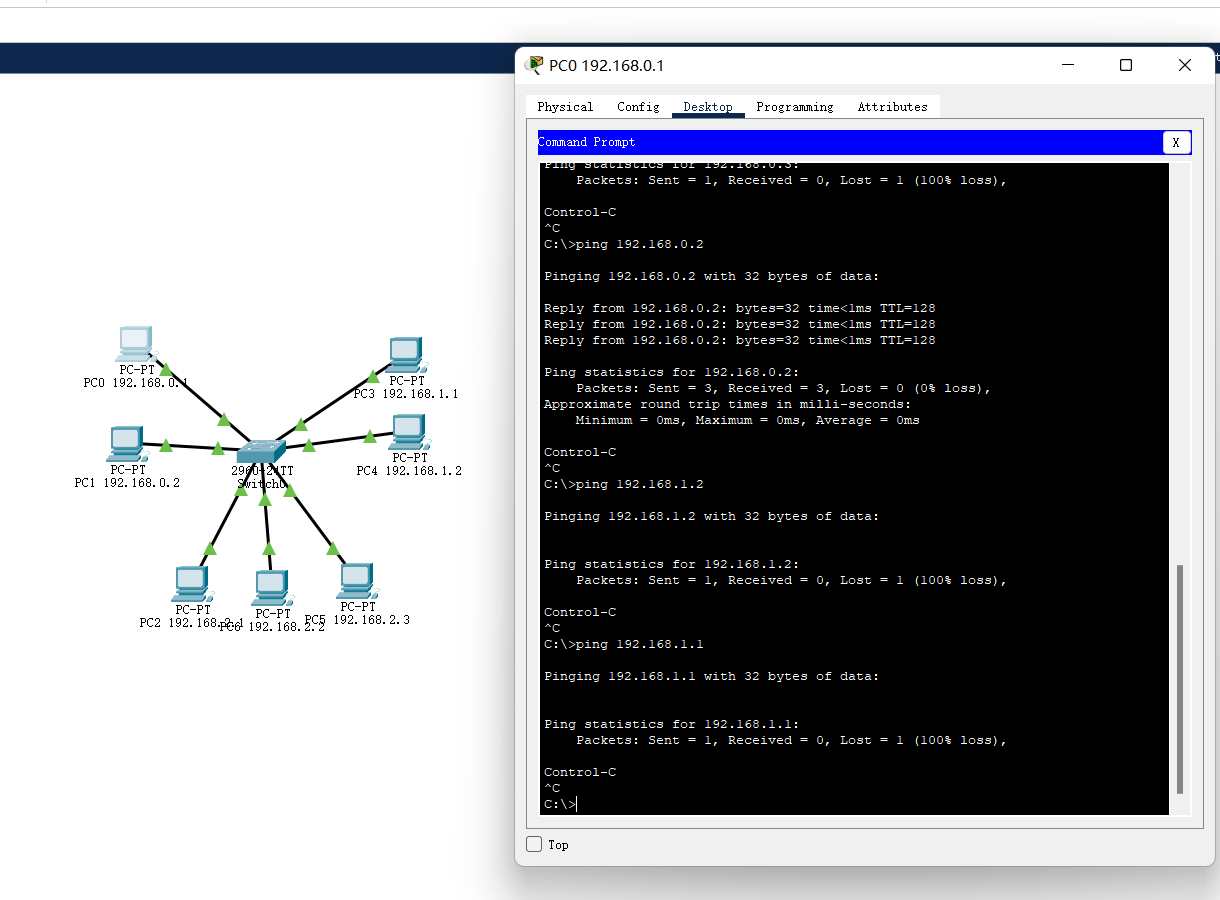 PC0 192.168.0.1
Physical Config Desktop Programming Attributes
Command Prompt X
Ping statistics for 192.168.0.3:
Packets: Sent = 1, Received = 0, Lost = 1 (100% loss),
Control-C
^C
C:\>ping 192.168.0.2
Pinging 192.168.0.2 with 32 bytes of data:
Reply from 192.168.0.2: bytes=32 time<1ms TTL=128
Reply from 192.168.0.2: bytes=32 time<1ms TTL=128
Reply from 192.168.0.2: bytes=32 time<1ms TTL=128
Ping statistics for 192.168.0.2:
Packets: Sent = 3, Received = 3, Lost = 0 (0% loss),
Approximate round trip times in milli-seconds:
Minimum = 0ms, Maximum = 0ms, Average = 0ms
Control-C
^C
C:\>ping 192.168.1.2
Pinging 192.168.1.2 with 32 bytes of data:
Ping statistics for 192.168.1.2:
Packets: Sent = 1, Received = 0, Lost = 1 (100% loss),
Control-C
^C
C:\>ping 192.168.1.1
Pinging 192.168.1.1 with 32 bytes of data:
Ping statistics for 192.168.1.1:
Packets: Sent = 1, Received = 0, Lost = 1 (100% loss),
Control-C
^C
C:\>
Top
PC-PT
PC0 192.168.0.1
PC-PT
PC3 192.168.1.1
PC-PT
PC1 192.168.0.2
2960-24TT
Switch0
PC-PT
PC4 192.168.1.2
PC-PT
PC2 192.168.2.1
PC-PT
PC6 192.168.2.2
PC-PT
PC5 192.168.2.3